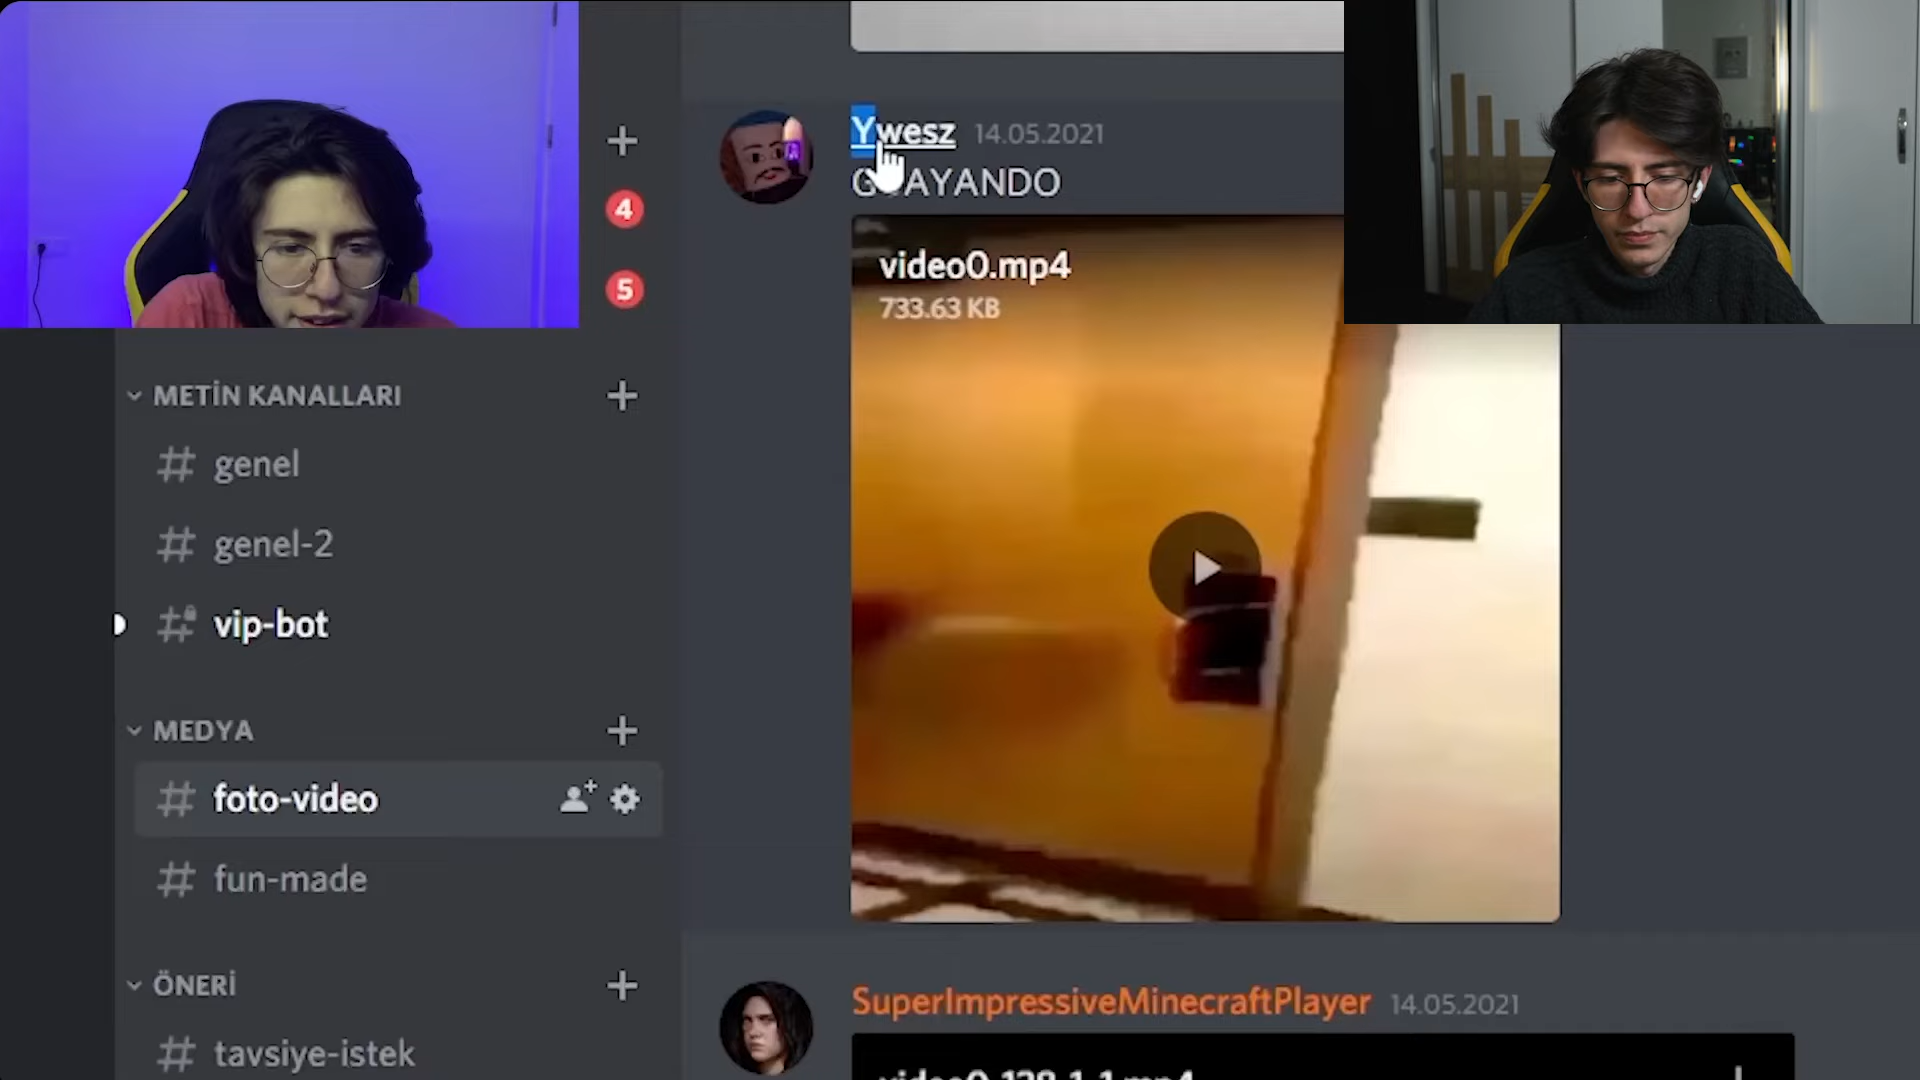 4
5
METİN KANALLARI
genel
genel-2
vip-bot
MEDYA
foto-video
fun-made
ÖNERİ
tavsiye-istek
Ywesz 14.05.2021
video0.mp4
733.63 KB
SuperImpressiveMinecraftPlayer 14.05.2021